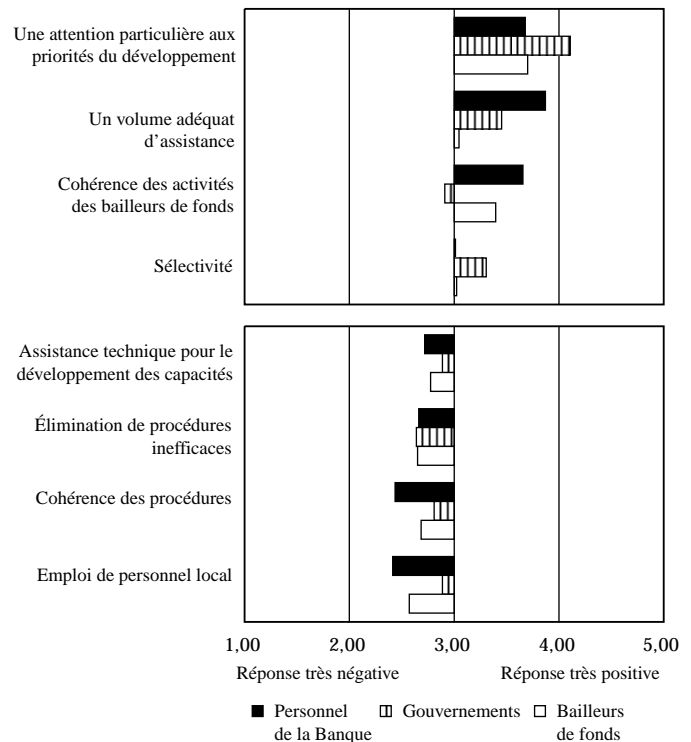 Une attention particulière aux
priorités du développement
Un volume adéquat
d’assistance
Cohérence des activités
des bailleurs de fonds
Sélectivité
Assistance technique pour le
développement des capacités
Élimination de procédures
inefficaces
Cohérence des procédures
Emploi de personnel local
1,00 2,00 3,00 4,00 5,00
Réponse très négative Réponse très positive
Personnel Gouvernements Bailleurs
de la Banque de fonds